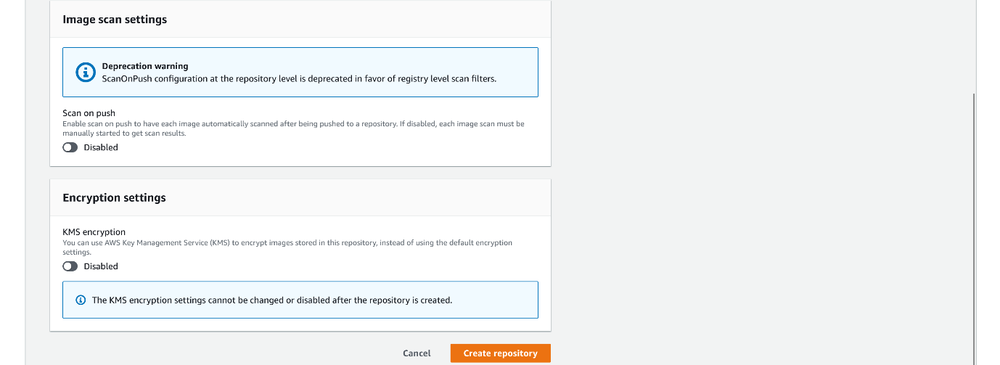 Image scan settings
Deprecation warning
ScanOnPush configuration at the repository level is deprecated in favor of registry level scan filters.
Scan on push
Enable scan on push to have each image automatically scanned after being pushed to a repository. If disabled, each image scan must be
manually started to get scan results.
Disabled
Encryption settings
KMS encryption
You can use AWS Key Management Service (KMS) to encrypt images stored in this repository, instead of using the default encryption
settings.
Disabled
The KMS encryption settings cannot be changed or disabled after the repository is created.
Cancel Create repository